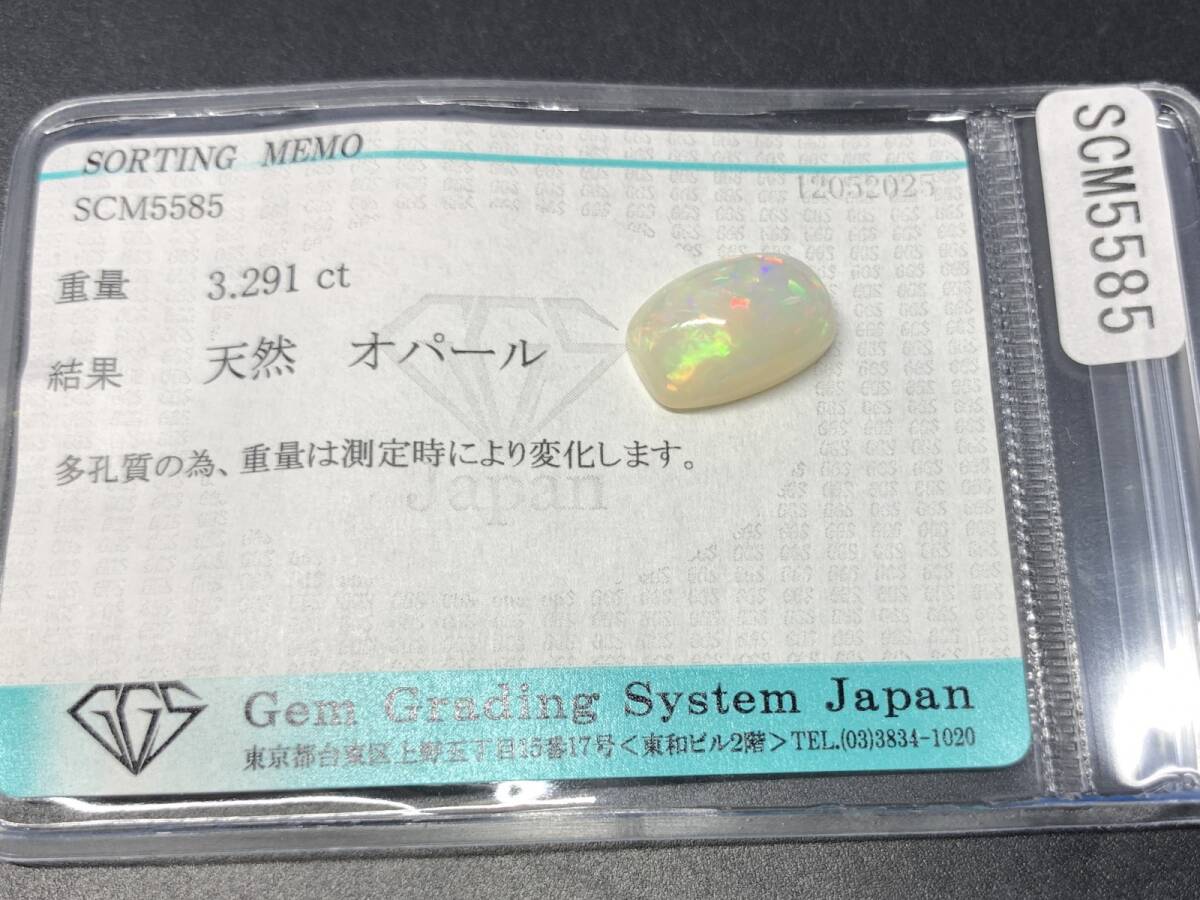 SORTING MEMO
SCM5585
12052025
重量 3.291 ct
結果 天然 オパール
多孔質の為、重量は測定時により変化します。
Japan
GGS Gem Grading System Japan
東京都台東区上野五丁目15番17号<東和ビル2階>TEL.(03)3834-1020
SCM5585